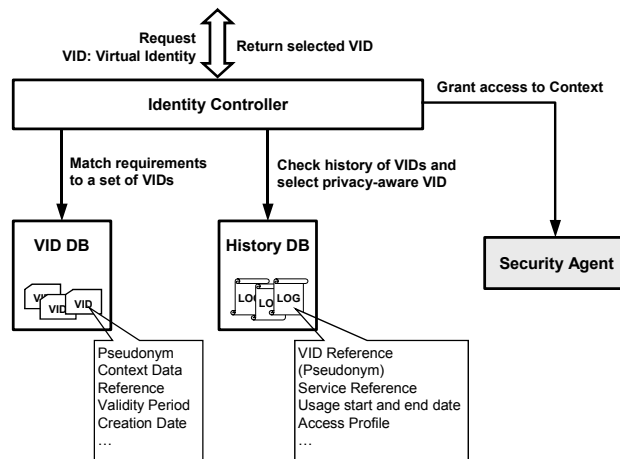 Request
VID: Virtual Identity
Return selected VID
Identity Controller
Grant access to Context
Match requirements
to a set of VIDs
Check history of VIDs and
select privacy-aware VID
VID DB
History DB
Security Agent
VID
VID
LOG
LOG
Pseudonym
Context Data
Reference
Validity Period
Creation Date
…
VID Reference
(Pseudonym)
Service Reference
Usage start and end date
Access Profile
…